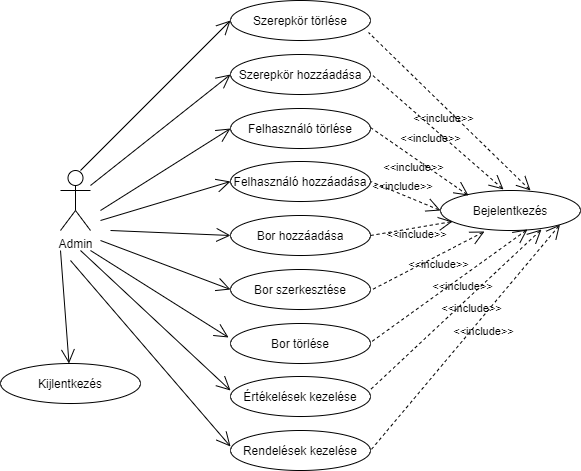 Szerepkör törlése
Szerepkör hozzáadása
<<include>>
Felhasználó törlése
<<include>>
<<include>>
Felhasználó hozzáadása
<<include>>
Bejelentkezés
Admin
Bor hozzáadása
<<include>>
<<include>>
Bor szerkesztése
<<include>>
<<include>>
<<include>>
Bor törlése
Kijlentkezés
Értékelések kezelése
Rendelések kezelése